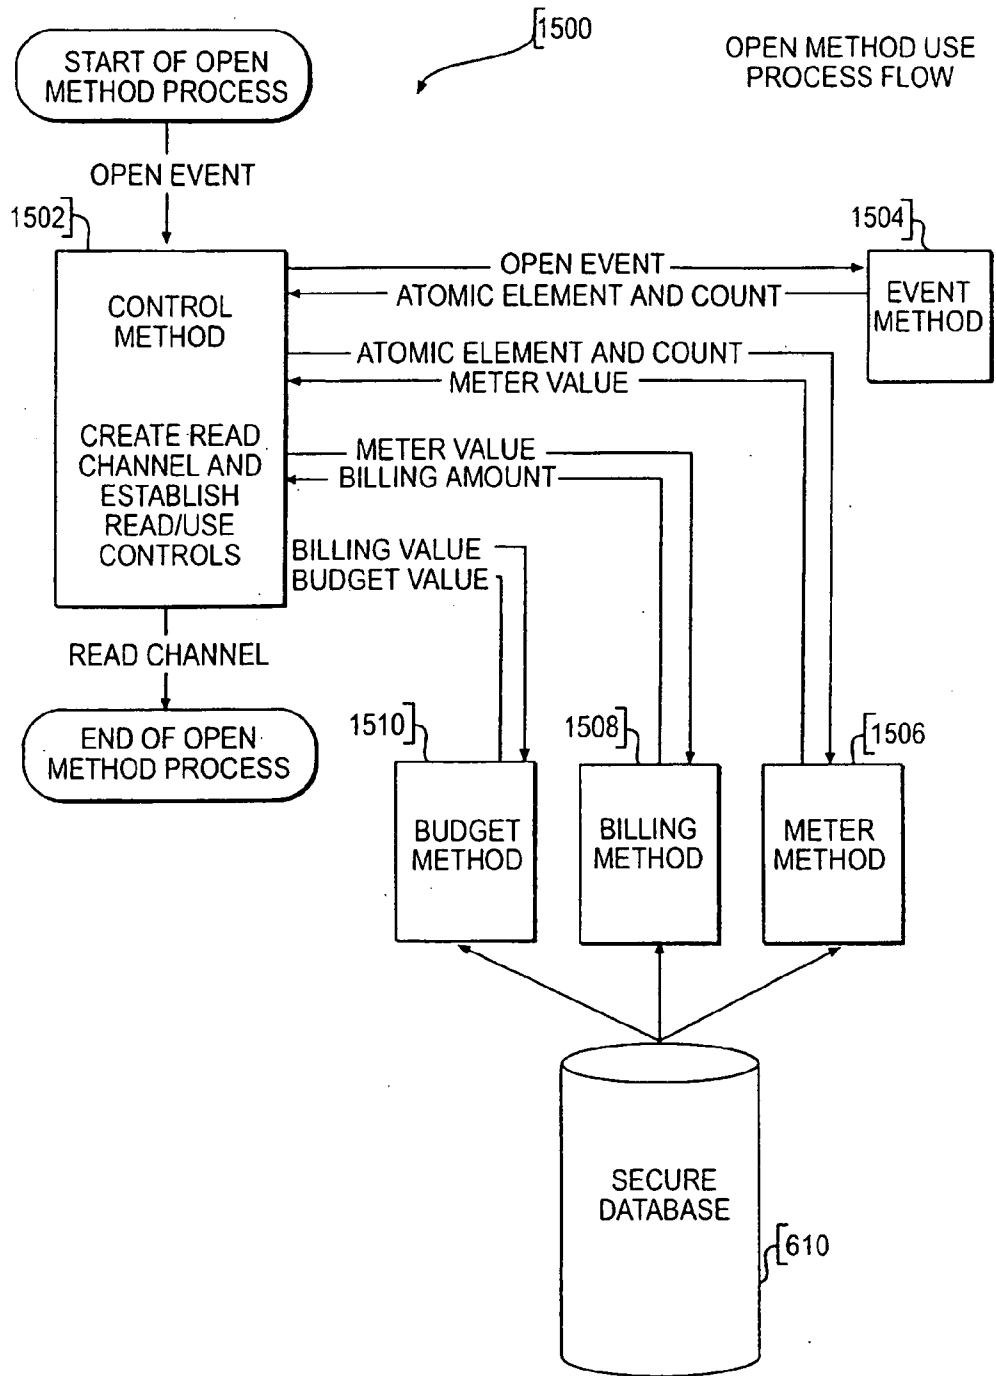 1500
OPEN METHOD USE
PROCESS FLOW
START OF OPEN
METHOD PROCESS
OPEN EVENT
1502
1504
CONTROL
METHOD
CREATE READ
CHANNEL AND
ESTABLISH
READ/USE
CONTROLS
OPEN EVENT
ATOMIC ELEMENT AND COUNT
EVENT
METHOD
ATOMIC ELEMENT AND COUNT
METER VALUE
METER VALUE
BILLING AMOUNT
BILLING VALUE
BUDGET VALUE
READ CHANNEL
END OF OPEN
METHOD PROCESS
1510
1508
1506
BUDGET
METHOD
BILLING
METHOD
METER
METHOD
SECURE
DATABASE
610